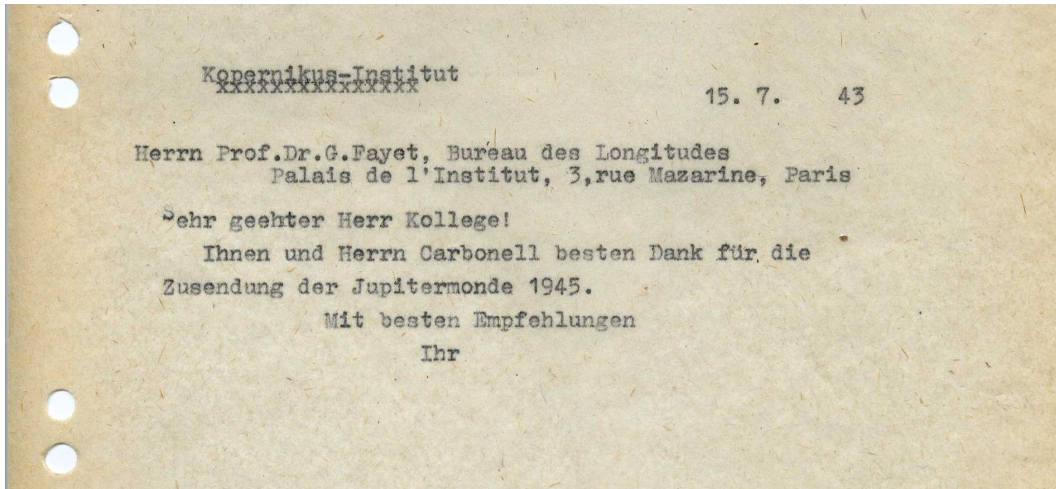 Kopernikus-Institut
xxxxxxxxxxxxxxx
15. 7. 43
Herrn Prof.Dr.G.Fayet, Bureau des Longitudes
Palais de l'Institut, 3,rue Mazarine, Paris
Sehr geehter Herr Kollege!
Ihnen und Herrn Carbonell besten Dank für die
Zusendung der Jupitermonde 1945.
Mit besten Empfehlungen
Ihr